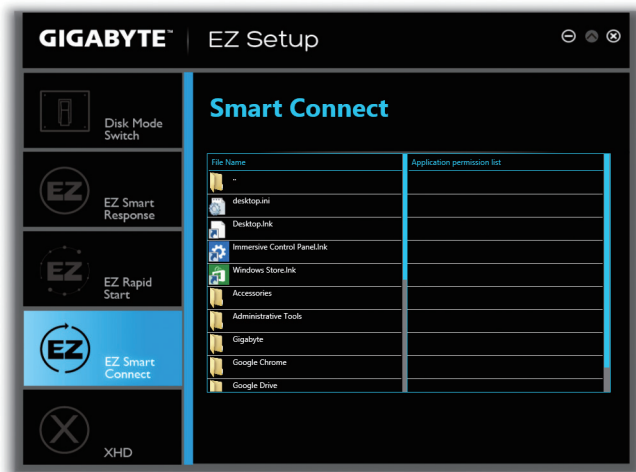 GIGABYTE™ EZ Setup
Disk Mode
Switch
EZ
EZ Smart
Response
EZ
EZ Rapid
Start
EZ
EZ Smart
Connect
X
XHD
Smart Connect
File Name Application permission list
..
desktop.ini
Desktop.lnk
Immersive Control Panel.lnk
Windows Store.lnk
Accessories
Administrative Tools
Gigabyte
Google Chrome
Google Drive